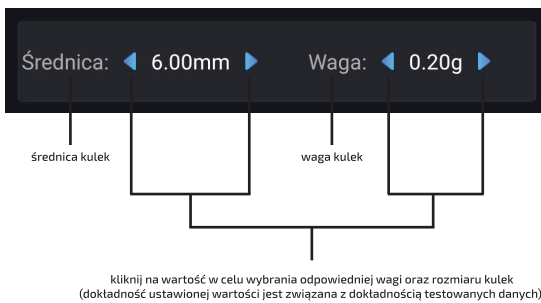 Średnica: 6.00mm Waga: 0.20g
średnica kulek waga kulek
kliknij na wartość w celu wybrania odpowiedniej wagi oraz rozmiaru kulek
(dokładność ustawionej wartości jest związana z dokładnością testowanych danych)